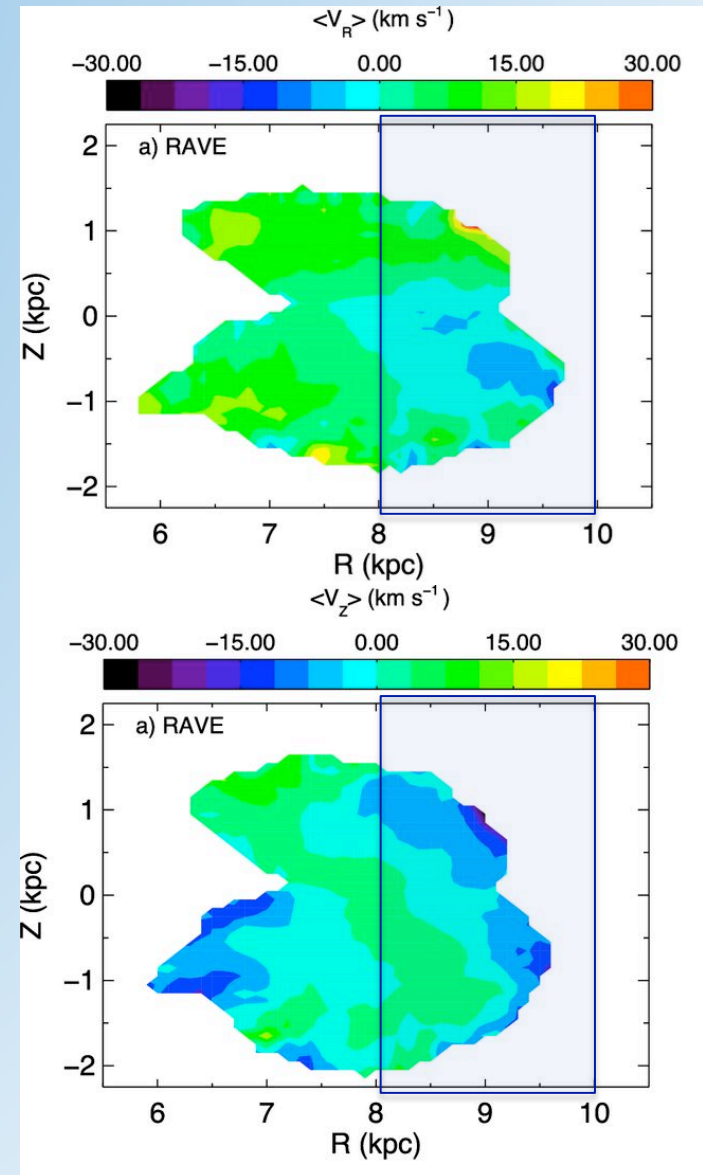 <V_R> (km s⁻¹)
−30.00 −15.00 0.00 15.00 30.00
a) RAVE
2
1
0
−1
−2
Z (kpc)
6 7 8 9 10
R (kpc)
<V_Z> (km s⁻¹)
−30.00 −15.00 0.00 15.00 30.00
a) RAVE
2
1
0
−1
−2
Z (kpc)
6 7 8 9 10
R (kpc)